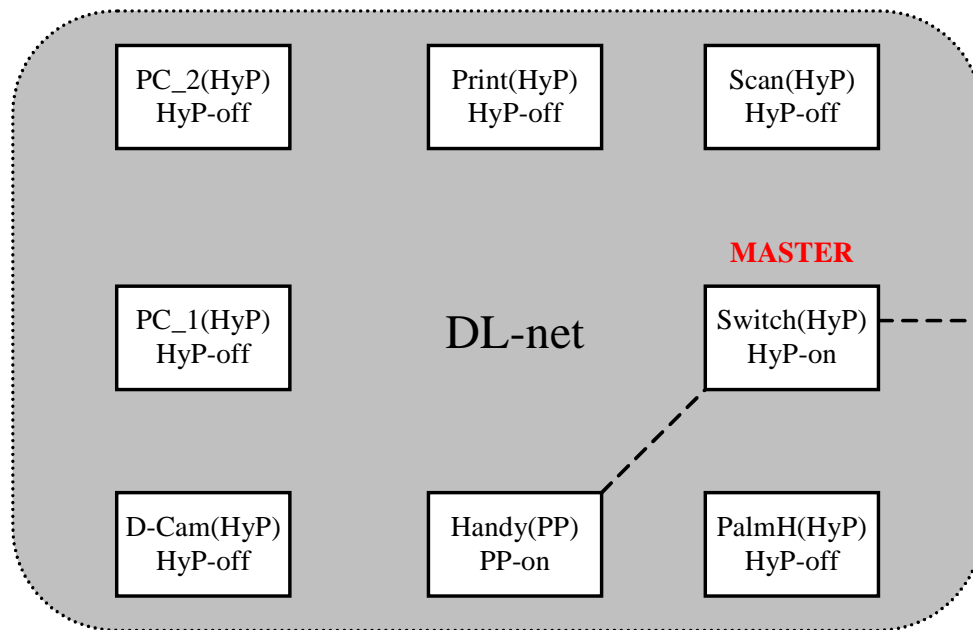 PC_2(HyP)
HyP-off
Print(HyP)
HyP-off
Scan(HyP)
HyP-off
MASTER
PC_1(HyP)
HyP-off
DL-net
Switch(HyP)
HyP-on
D-Cam(HyP)
HyP-off
Handy(PP)
PP-on
PalmH(HyP)
HyP-off